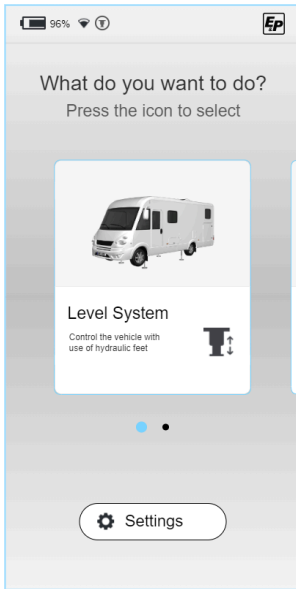 96%
EP
What do you want to do?
Press the icon to select
Level System
Control the vehicle with
use of hydraulic feet
Settings